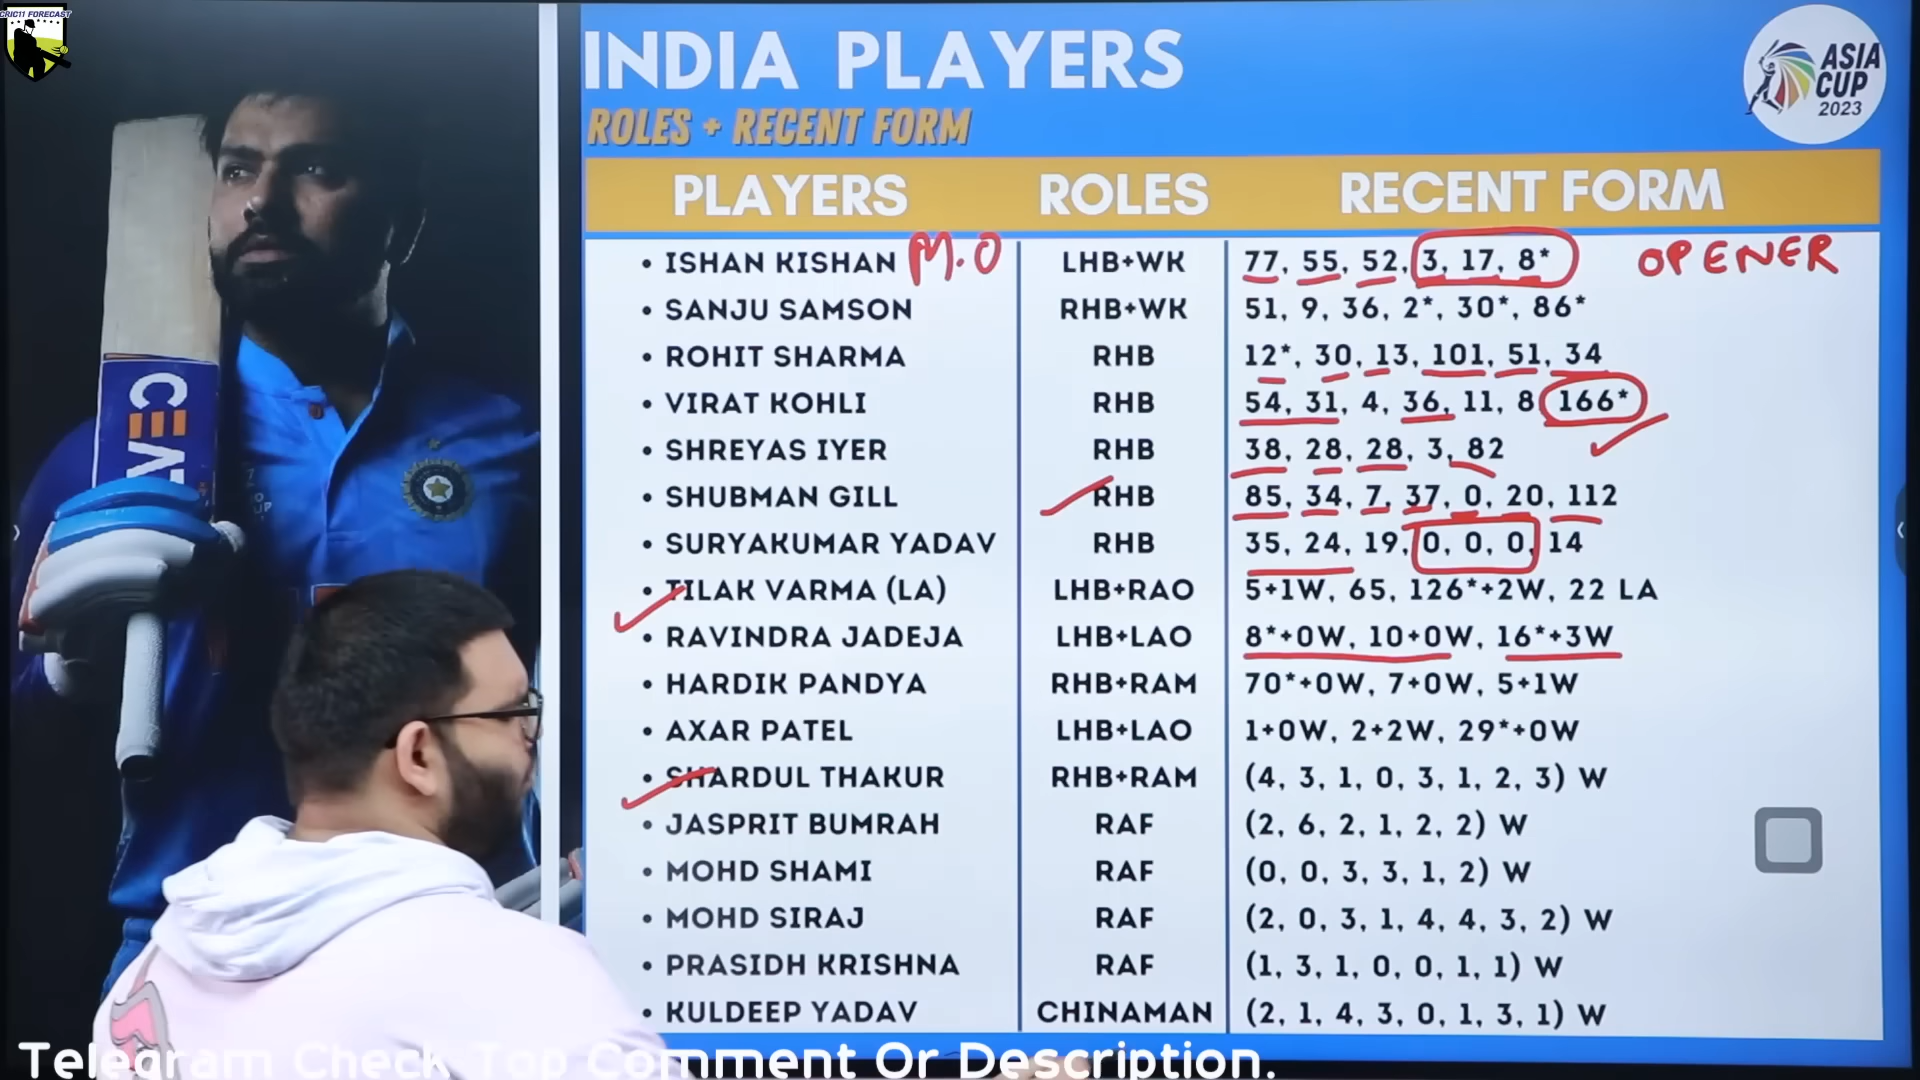 CRIC11 FORECAST
INDIA PLAYERS
ROLES + RECENT FORM
ASIA
CUP
2023
PLAYERS ROLES RECENT FORM
• ISHAN KISHAN M.O LHB+WK 77, 55, 52, 3, 17, 8* OPENER
• SANJU SAMSON RHB+WK 51, 9, 36, 2*, 30*, 86*
• ROHIT SHARMA RHB 12*, 30, 13, 101, 51, 34
• VIRAT KOHLI RHB 54, 31, 4, 36, 11, 8 166*
• SHREYAS IYER RHB 38, 28, 28, 3, 82
• SHUBMAN GILL RHB 85, 34, 7, 37, 0, 20, 112
• SURYAKUMAR YADAV RHB 35, 24, 19, 0, 0, 0, 14
• TILAK VARMA (LA) LHB+RAO 5+1W, 65, 126*+2W, 22 LA
• RAVINDRA JADEJA LHB+LAO 8*+0W, 10+0W, 16*+3W
• HARDIK PANDYA RHB+RAM 70*+0W, 7+0W, 5+1W
• AXAR PATEL LHB+LAO 1+0W, 2+2W, 29*+0W
• SHARDUL THAKUR RHB+RAM (4, 3, 1, 0, 3, 1, 2, 3) W
• JASPRIT BUMRAH RAF (2, 6, 2, 1, 2, 2) W
• MOHD SHAMI RAF (0, 0, 3, 3, 1, 2) W
• MOHD SIRAJ RAF (2, 0, 3, 1, 4, 4, 3, 2) W
• PRASIDH KRISHNA RAF (1, 3, 1, 0, 0, 1, 1) W
• KULDEEP YADAV CHINAMAN (2, 1, 4, 3, 0, 1, 3, 1) W
CEAT
Telegram Check Top Comment Or Description.